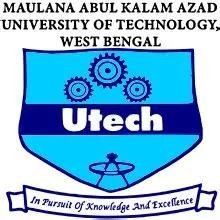 MAULANA ABUL KALAM AZAD
UNIVERSITY OF TECHNOLOGY,
WEST BENGAL
Utech
In Pursuit Of Knowledge And Excellence